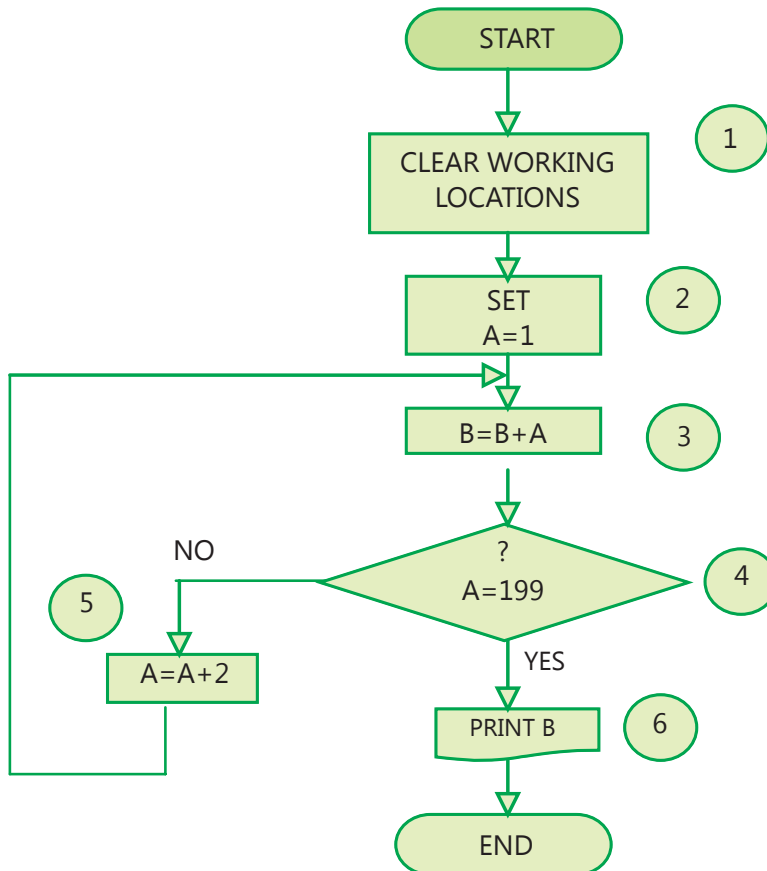 START
1
CLEAR WORKING
LOCATIONS
2
SET
A=1
B=B+A
3
?
A=199
4
NO
5
A=A+2
YES
PRINT B
6
END